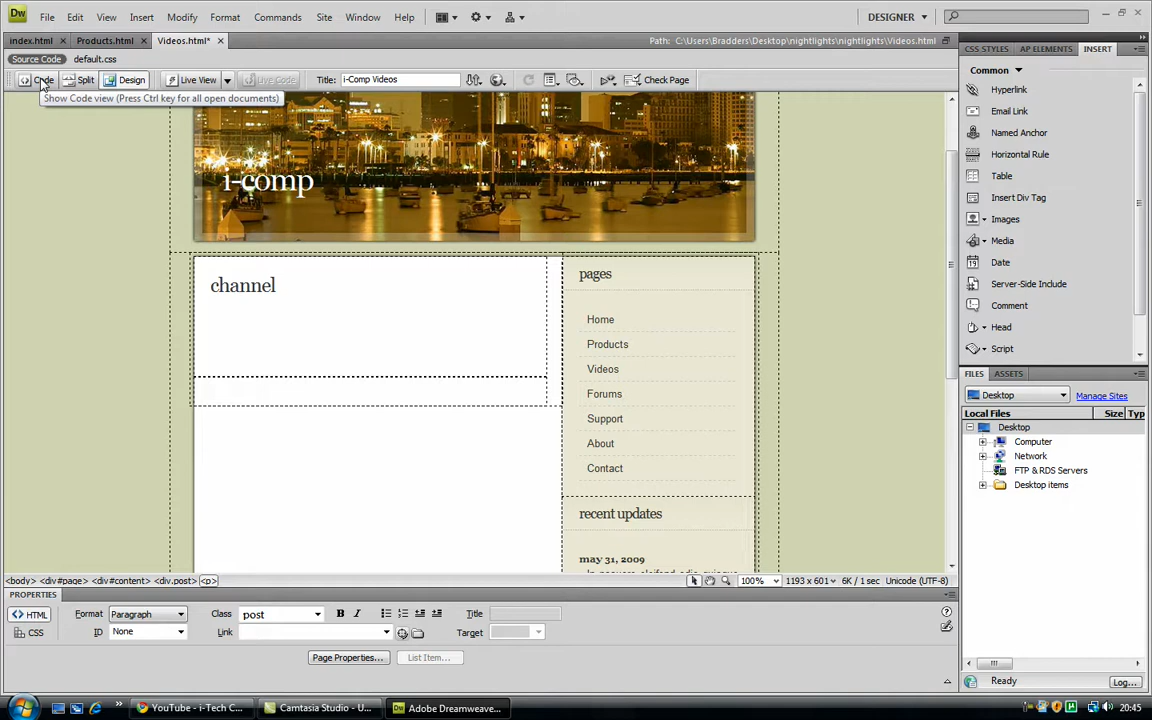 Dw File Edit View Insert Modify Format Commands Site Window Help DESIGNER
index.html Products.html Videos.html* Path: C:\Users\Bradders\Desktop\nightlights\nightlights\Videos.html
Source Code default.css
Code Split Design Live View Live Code Title: i-Comp Videos Check Page
Show Code view (Press Ctrl key for all open documents)
i-comp
channel
pages
Home
Products
Videos
Forums
Support
About
Contact
recent updates
may 31, 2009
<body> <div#page> <div#content> <div.post> <p> 100% 1193 x 601 6K / 1 sec Unicode (UTF-8)
PROPERTIES
HTML Format Paragraph Class post B I Title
CSS ID None Link Target
Page Properties... List Item...
CSS STYLES AP ELEMENTS INSERT
Common
Hyperlink
Email Link
Named Anchor
Horizontal Rule
Table
Insert Div Tag
Images
Media
Date
Server-Side Include
Comment
Head
Script
FILES ASSETS
Desktop Manage Sites
Local Files Size Typ
Desktop
Computer
Network
FTP & RDS Servers
Desktop items
Ready Log...
YouTube - i-Tech C... Camtasia Studio - U... Adobe Dreamweave... 20:45